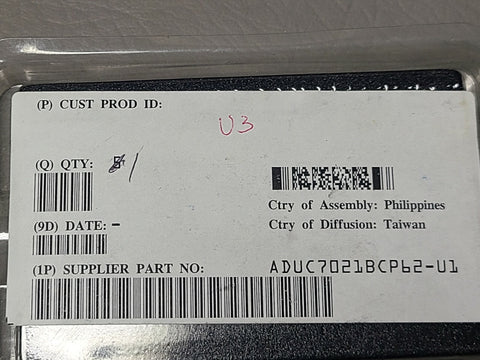 (P) CUST PROD ID:
U3
(Q) QTY: 1
Ctry of Assembly: Philippines
Ctry of Diffusion: Taiwan
(9D) DATE: -
(1P) SUPPLIER PART NO: ADUC7021BCP62-U1